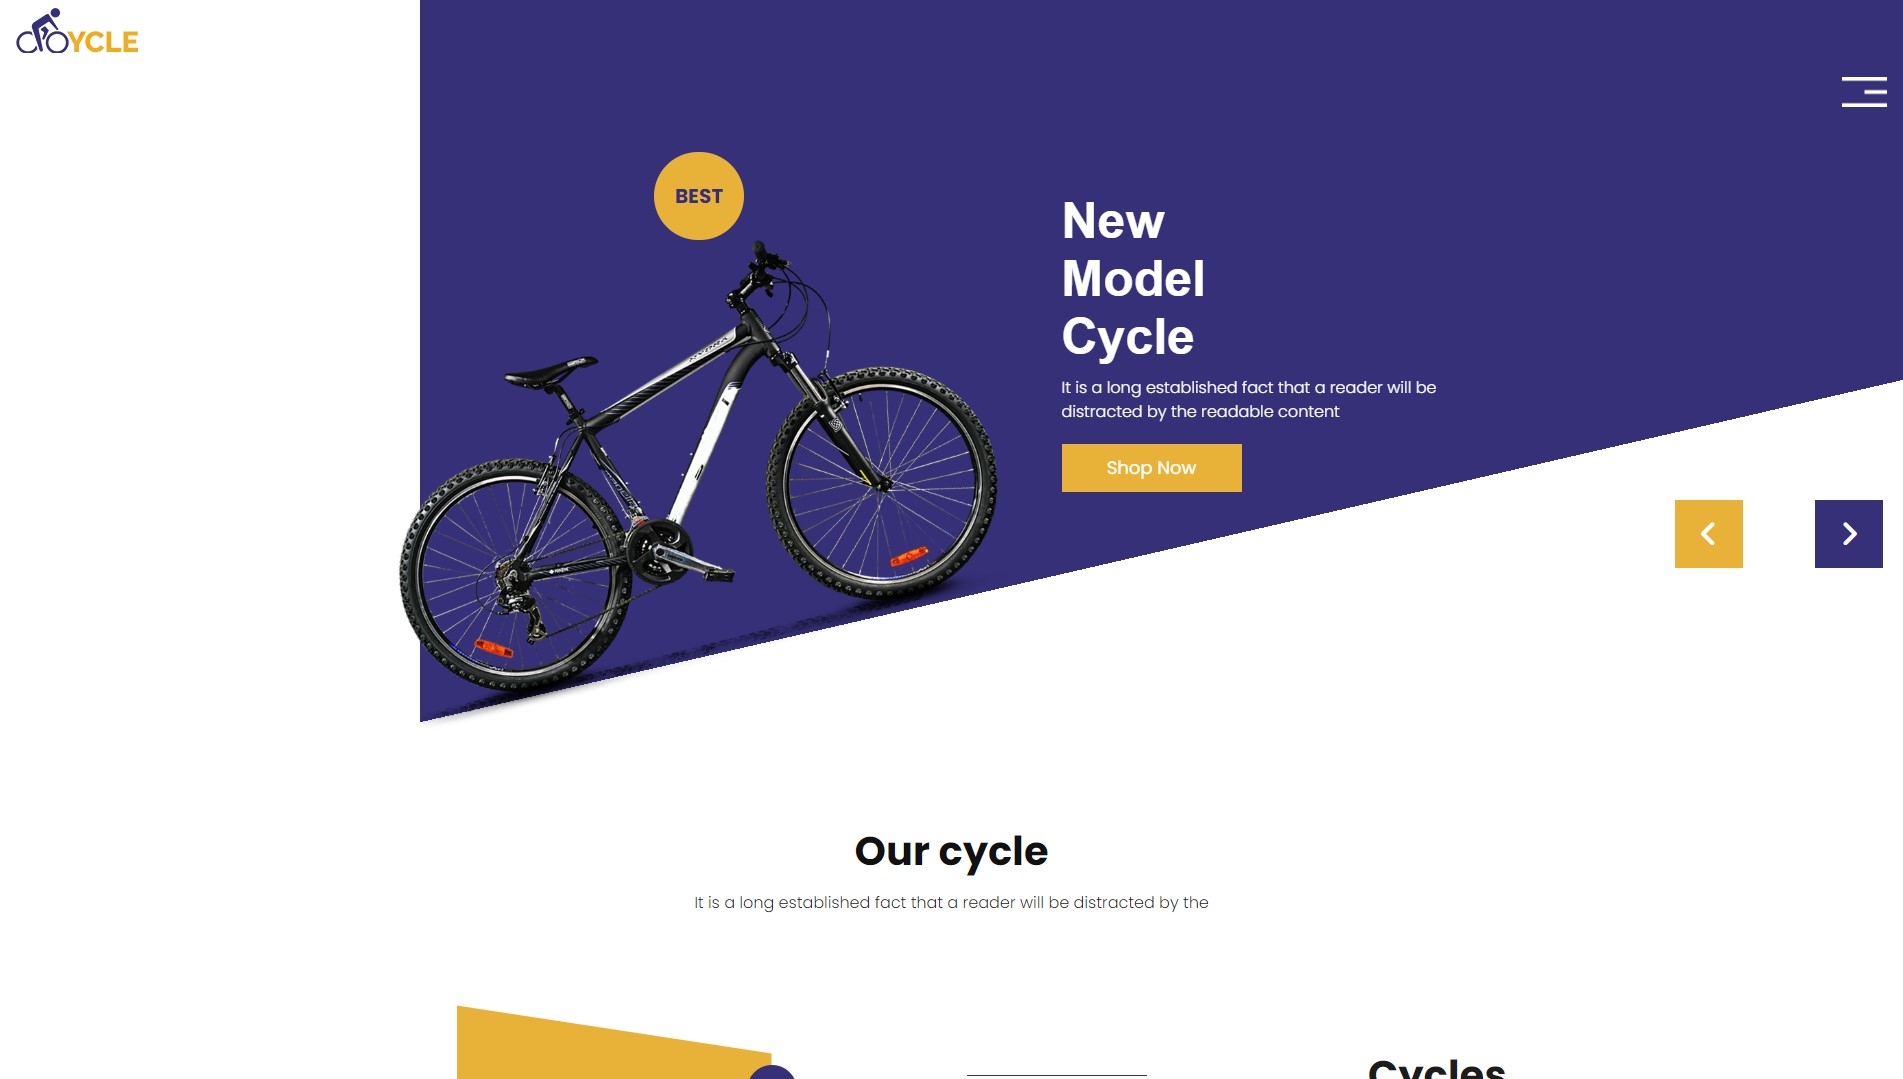 YCLE
BEST
New
Model
Cycle
It is a long established fact that a reader will be
distracted by the readable content
Shop Now
Our cycle
It is a long established fact that a reader will be distracted by the
Cycles